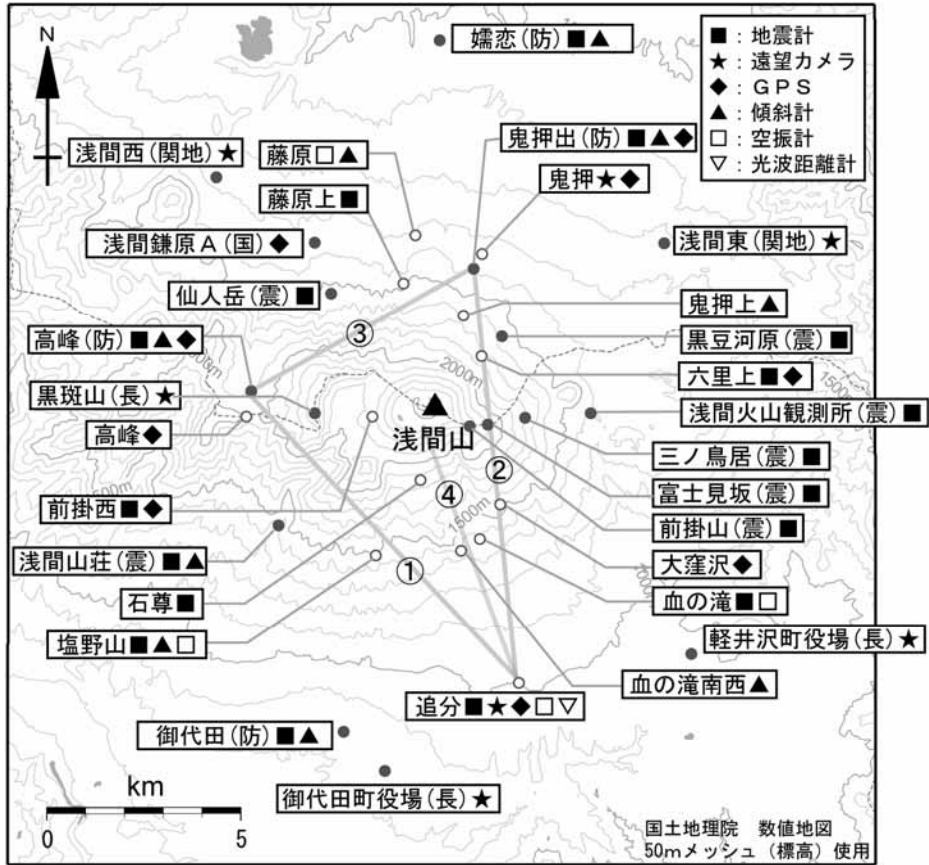 N
嬬恋(防)■▲
■：地震計
★：遠望カメラ
◆：ＧＰＳ
▲：傾斜計
□：空振計
▽：光波距離計
浅間西(関地)★
藤原□▲
鬼押出(防)■▲◆
藤原上■
鬼押★◆
浅間鎌原Ａ(国)◆
浅間東(関地)★
仙人岳(震)■
鬼押上▲
③
高峰(防)■▲◆
2000m
黒豆河原(震)■
六里上■◆
1500m
黒斑山(長)★
浅間火山観測所(震)■
高峰◆
浅間山
三ノ鳥居(震)■
②
富士見坂(震)■
④
前掛西■◆
1500m
前掛山(震)■
浅間山荘(震)■▲
大窪沢◆
①
石尊■
血の滝■□
塩野山■▲□
軽井沢町役場(長)★
血の滝南西▲
追分■★◆□▽
御代田(防)■▲
km
御代田町役場(長)★
0 5
国土地理院　数値地図
50mメッシュ（標高）使用